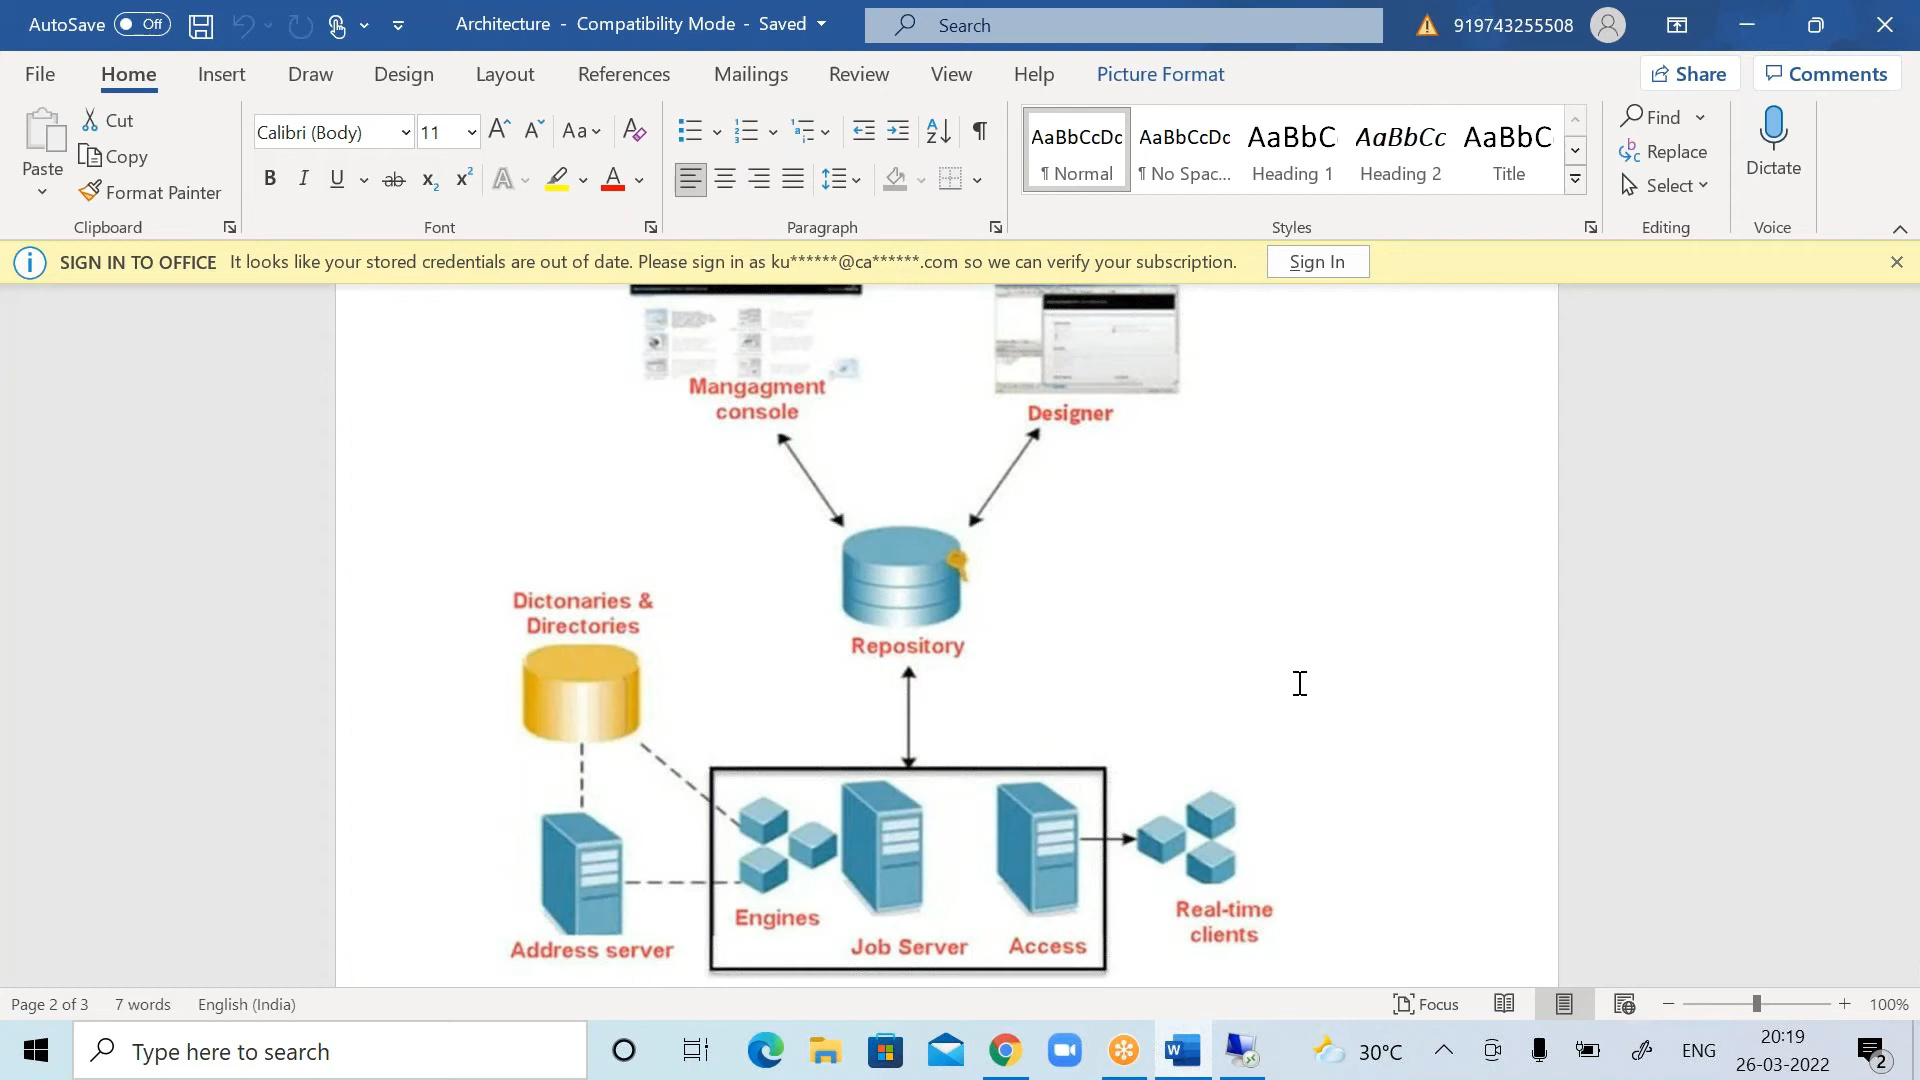 AutoSave Off
Architecture - Compatibility Mode - Saved
Search
919743255508
File Home Insert Draw Design Layout References Mailings Review View Help Picture Format
Share Comments
Paste
Cut
Copy
Format Painter
Clipboard
Calibri (Body) 11
Aa
B I U ab x₂ x² A A
Font
Paragraph
AaBbCcDc AaBbCcDc AaBbC AaBbCc AaBbC
¶ Normal ¶ No Spac... Heading 1 Heading 2 Title
Styles
Find
Replace
Select
Editing
Dictate
Voice
SIGN IN TO OFFICE It looks like your stored credentials are out of date. Please sign in as ku******@ca******.com so we can verify your subscription. Sign In
Mangagment
console
Designer
Repository
Dictonaries &
Directories
Engines
Job Server
Access
Address server
Real-time
clients
Page 2 of 3 7 words English (India)
Focus
100%
Type here to search
30°C
ENG
20:19
26-03-2022
2